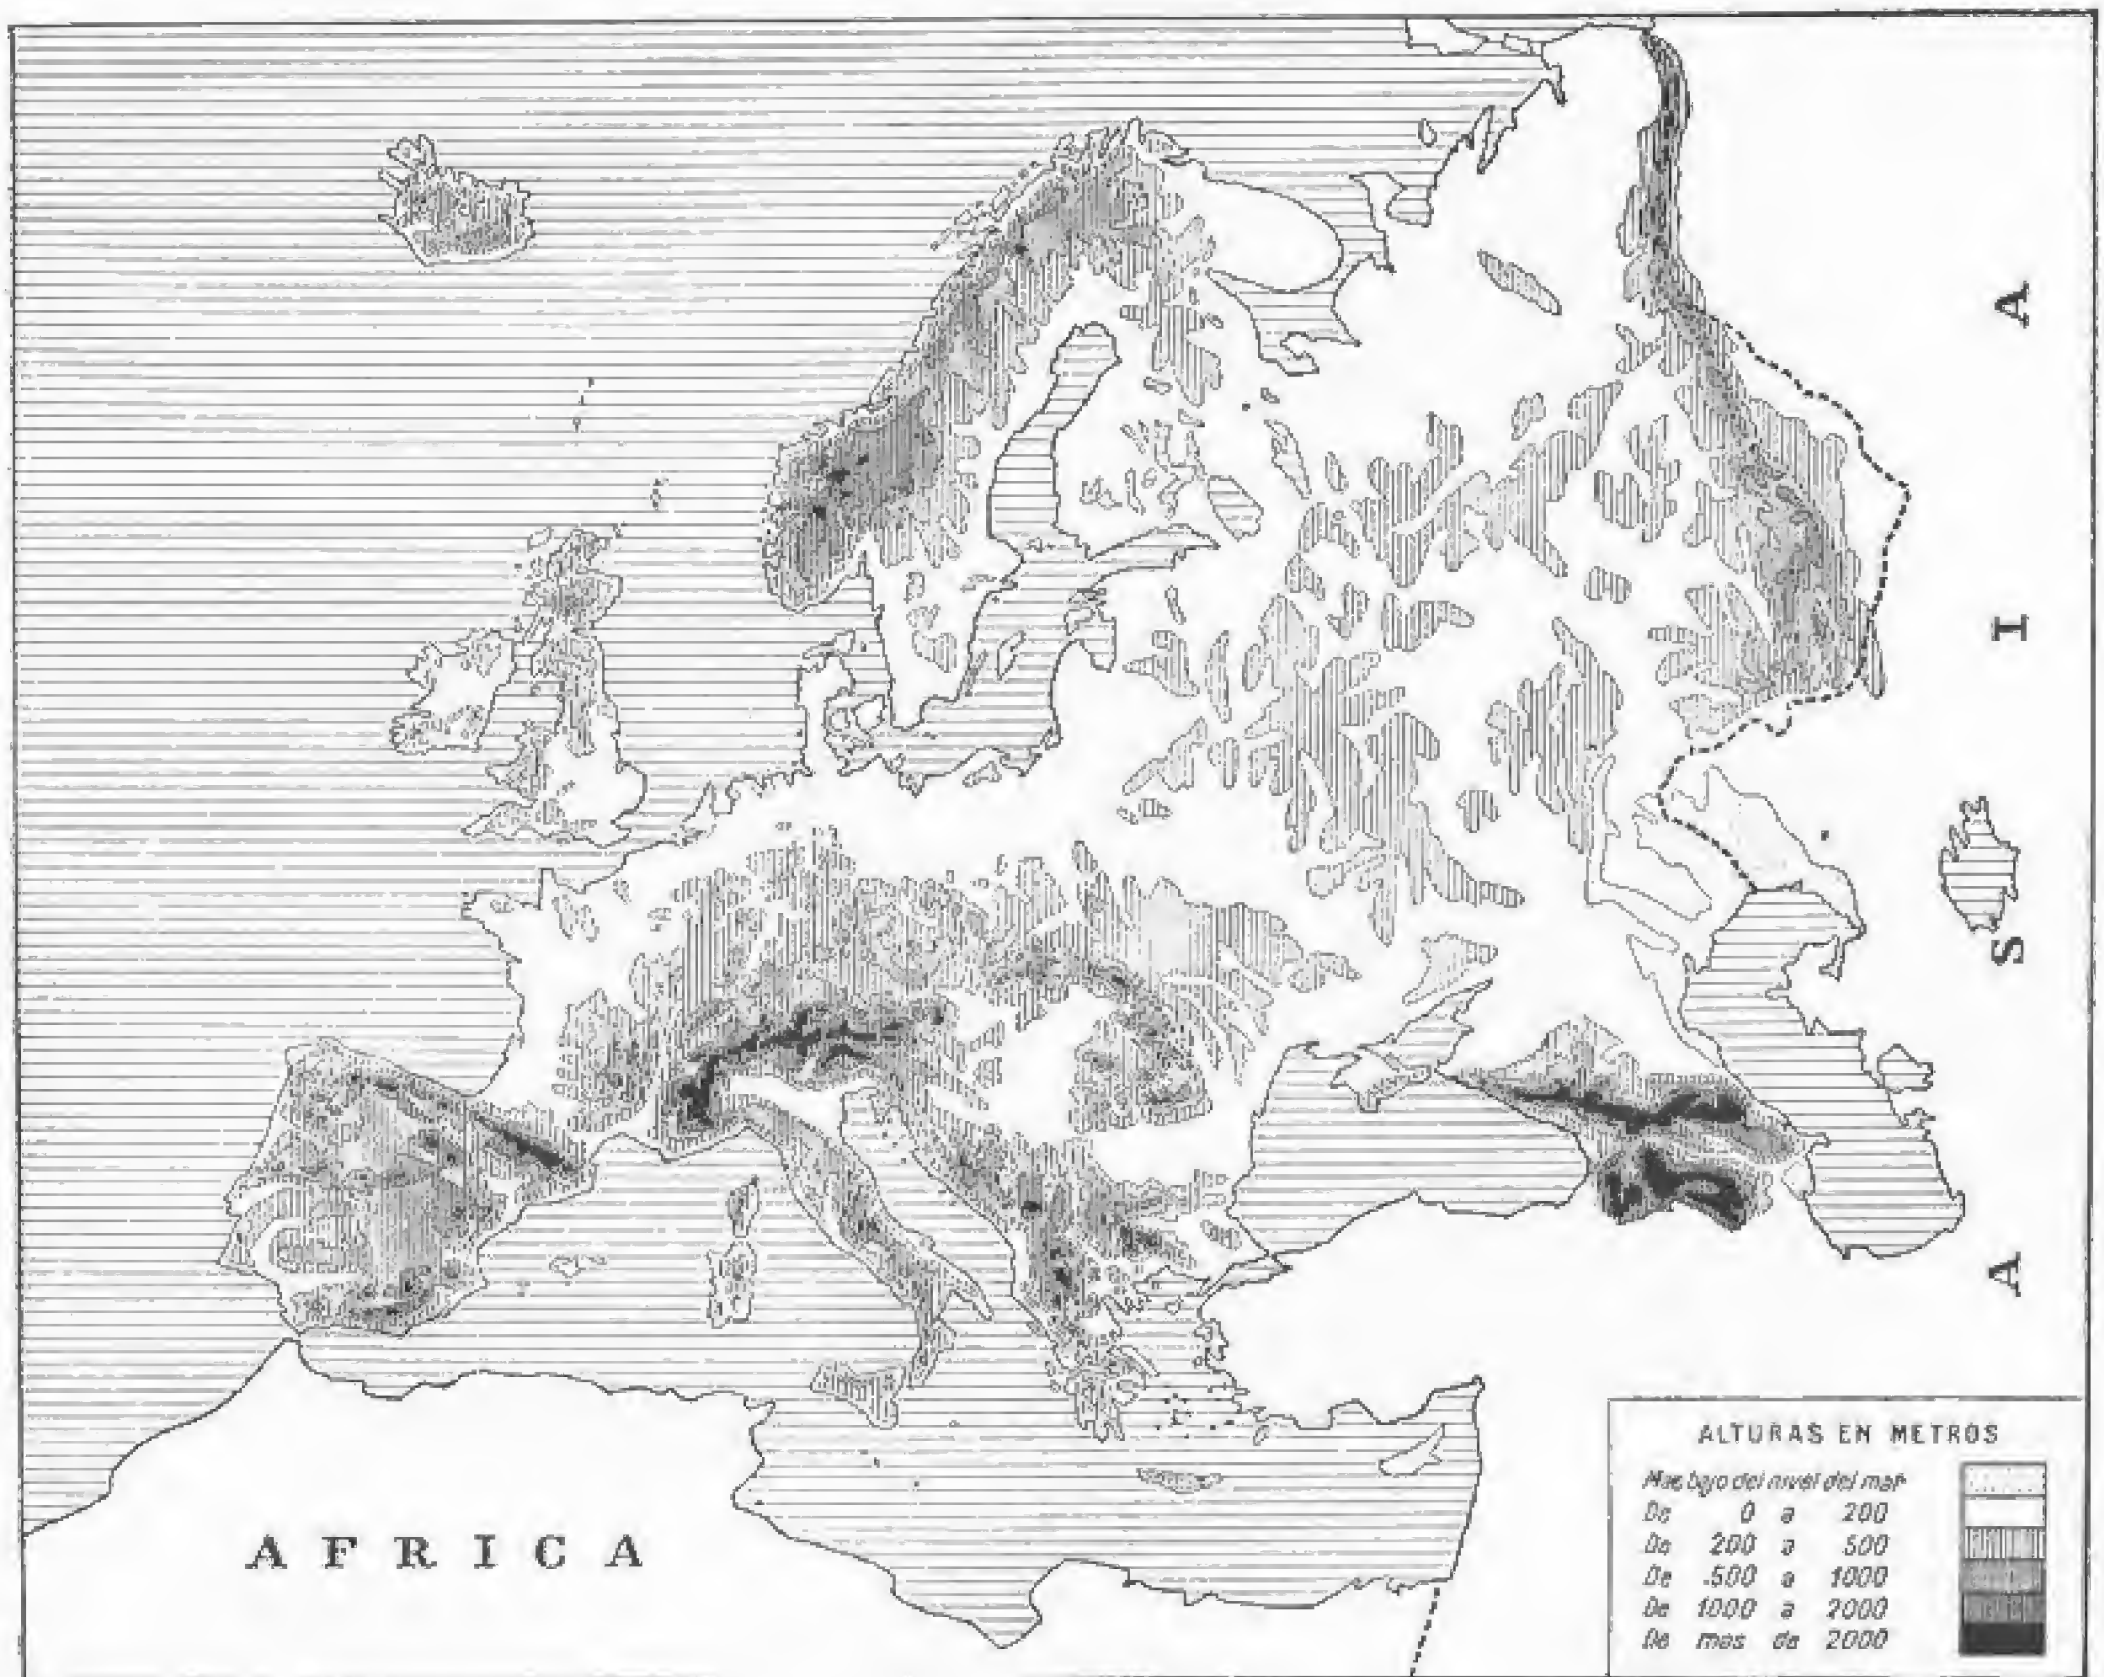 A S I A
AFRICA
ALTURAS EN METROS
Mas bajo del nivel del mar
De 0 a 200
De 200 a 500
De 500 a 1000
De 1000 a 2000
De mas de 2000